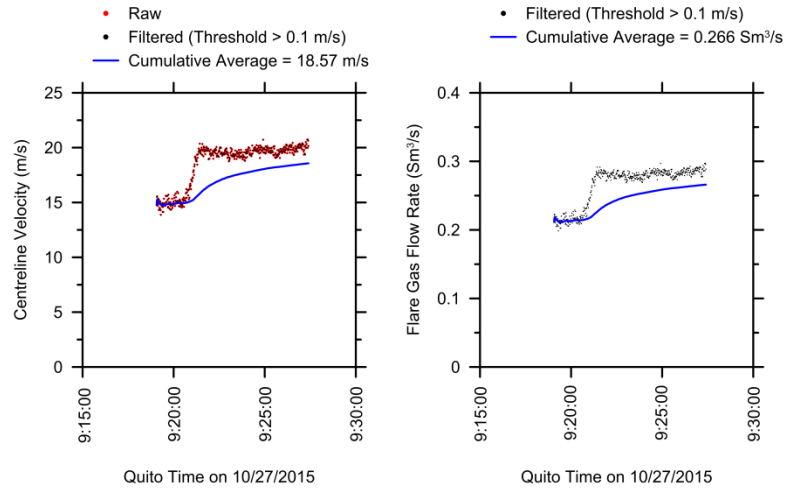 Raw
Filtered (Threshold > 0.1 m/s)
Cumulative Average = 18.57 m/s
25
20
15
10
5
0
Centreline Velocity (m/s)
9:15:00
9:20:00
9:25:00
9:30:00
Quito Time on 10/27/2015
Filtered (Threshold > 0.1 m/s)
Cumulative Average = 0.266 Sm³/s
0.4
0.3
0.2
0.1
0
Flare Gas Flow Rate (Sm³/s)
9:15:00
9:20:00
9:25:00
9:30:00
Quito Time on 10/27/2015